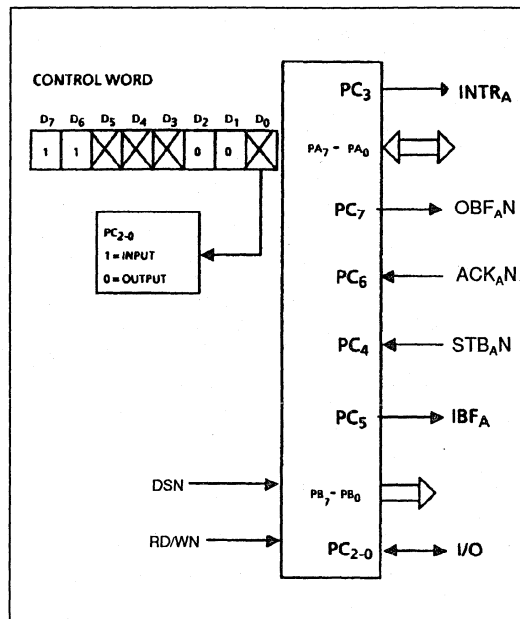 CONTROL WORD
D7 D6 D5 D4 D3 D2 D1 D0
1 1 0 0
PC2-0
1 = INPUT
0 = OUTPUT
PC3 INTRA
PA7 - PA0
PC7 OBFAN
PC6 ACKAN
PC4 STBAN
PC5 IBFA
DSN
PB7 - PB0
RD/WN
PC2-0 I/O